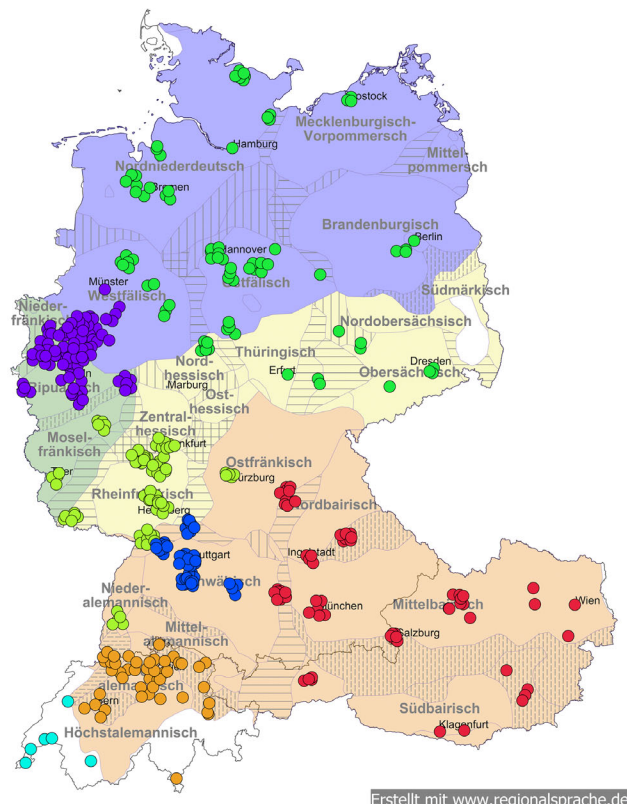 Rostock
Mecklenburgisch-
Vorpommersch
Hamburg
Mittel-
pommersch
Nordniederdeutsch
Bremen
Brandenburgisch
Berlin
Hannover
Ostfälisch
Münster
Westfälisch
Südmärkisch
Nieder-
fränkisch
Nordobersächsisch
Nord-
hessisch
Thüringisch
Dresden
Erfurt
Obersächsisch
Ripuarisch
Marburg
Ost-
hessisch
Zentral-
hessisch
Mosel-
fränkisch
Frankfurt
Ostfränkisch
Trier
Würzburg
Rheinfränkisch
Heidelberg
Nordbairisch
Stuttgart
Ingolstadt
Schwäbisch
Nieder-
alemannisch
München
Mittelbairisch
Wien
Mittel-
alemannisch
Salzburg
alemannisch
Bern
Südbairisch
Höchstalemannisch
Klagenfurt
Erstellt mit www.regionalsprache.de